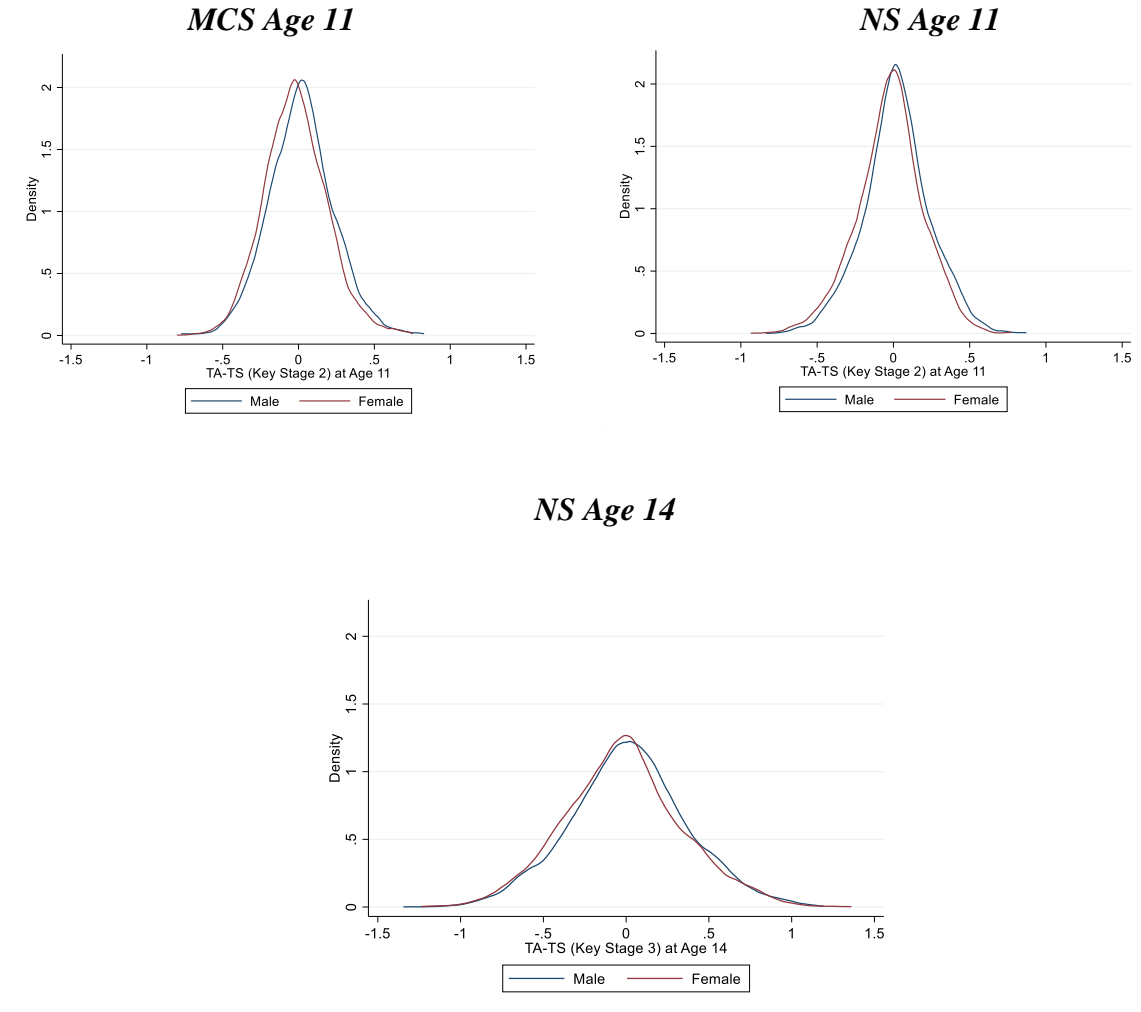 MCS Age 11
NS Age 11
2
1.5
1
.5
0
Density
-1.5 -1 -.5 0 .5 1 1.5
TA-TS (Key Stage 2) at Age 11
Male Female
2
1.5
1
.5
0
Density
-1.5 -1 -.5 0 .5 1 1.5
TA-TS (Key Stage 2) at Age 11
Male Female
NS Age 14
2
1.5
1
.5
0
Density
-1.5 -1 -.5 0 .5 1 1.5
TA-TS (Key Stage 3) at Age 14
Male Female